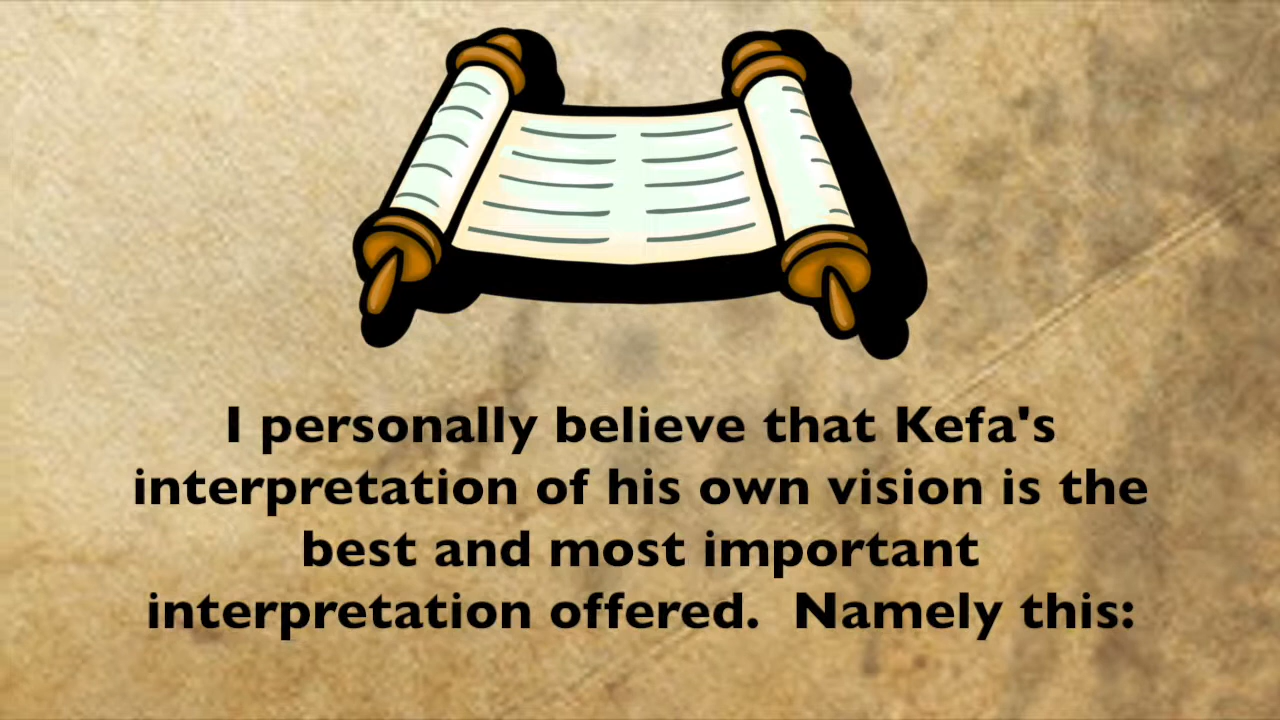 I personally believe that Kefa's
interpretation of his own vision is the
best and most important
interpretation offered.  Namely this: